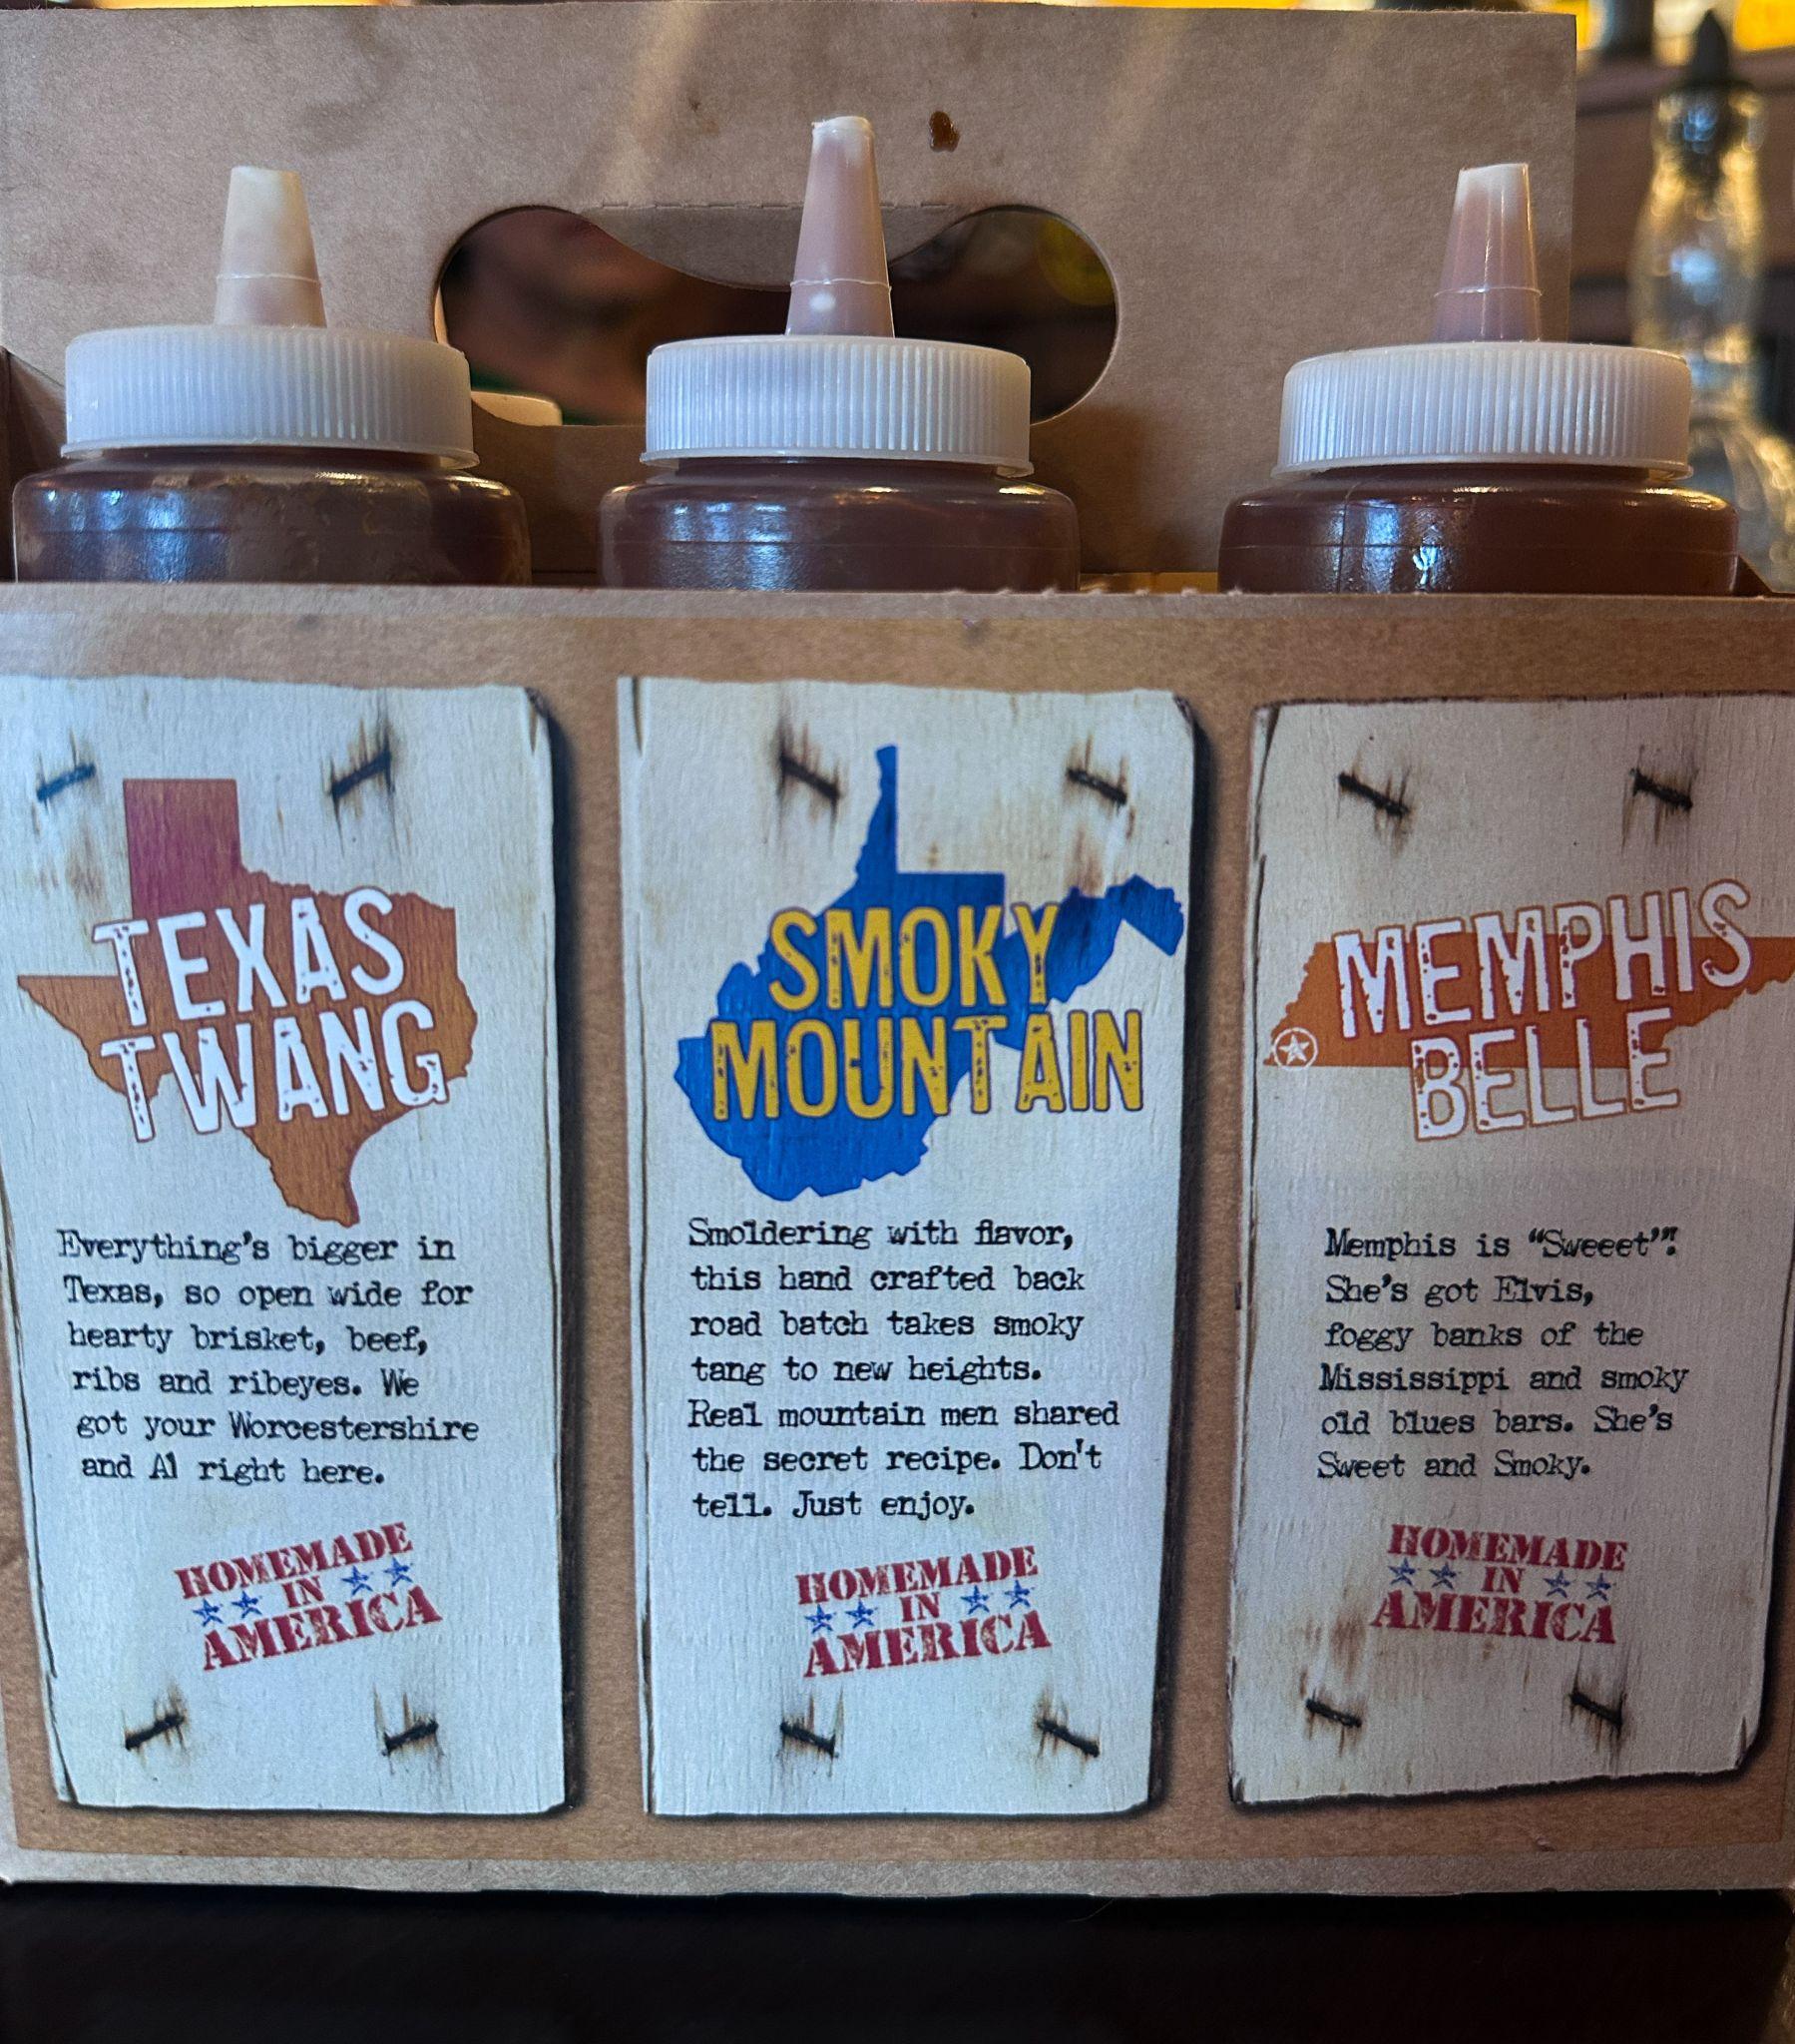 TEXAS
TWANG
Everything's bigger in
Texas, so open wide for
hearty brisket, beef,
ribs and ribeyes. We
got your Worcestershire
and A1 right here.
HOMEMADE
IN
AMERICA
SMOKY
MOUNTAIN
Smoldering with flavor,
this hand crafted back
road batch takes smoky
tang to new heights.
Real mountain men shared
the secret recipe. Don't
tell. Just enjoy.
HOMEMADE
IN
AMERICA
MEMPHIS
BELLE
Memphis is “Sweeet”!
She's got Elvis,
foggy banks of the
Mississippi and smoky
old blues bars. She's
Sweet and Smoky.
HOMEMADE
IN
AMERICA